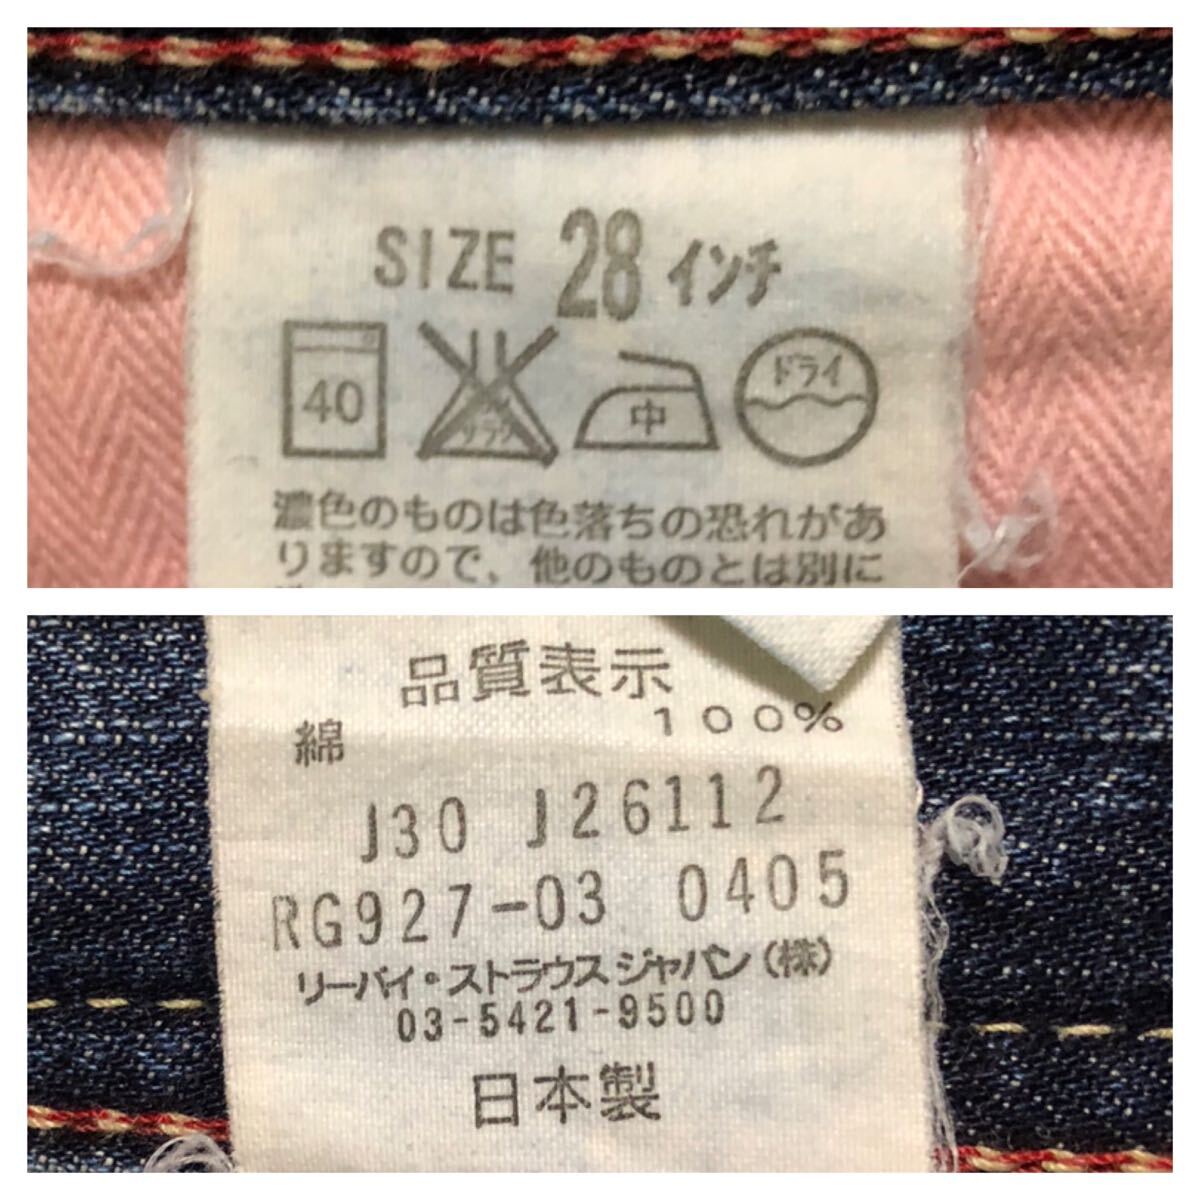 SIZE 28 インチ
40 サラシ 中 ドライ
濃色のものは色落ちの恐れがあ
りますので、他のものとは別に
品質表示
綿 100%
J30 J26112
RG927-03 0405
リーバイ・ストラウスジャパン(株)
03-5421-9500
日本製